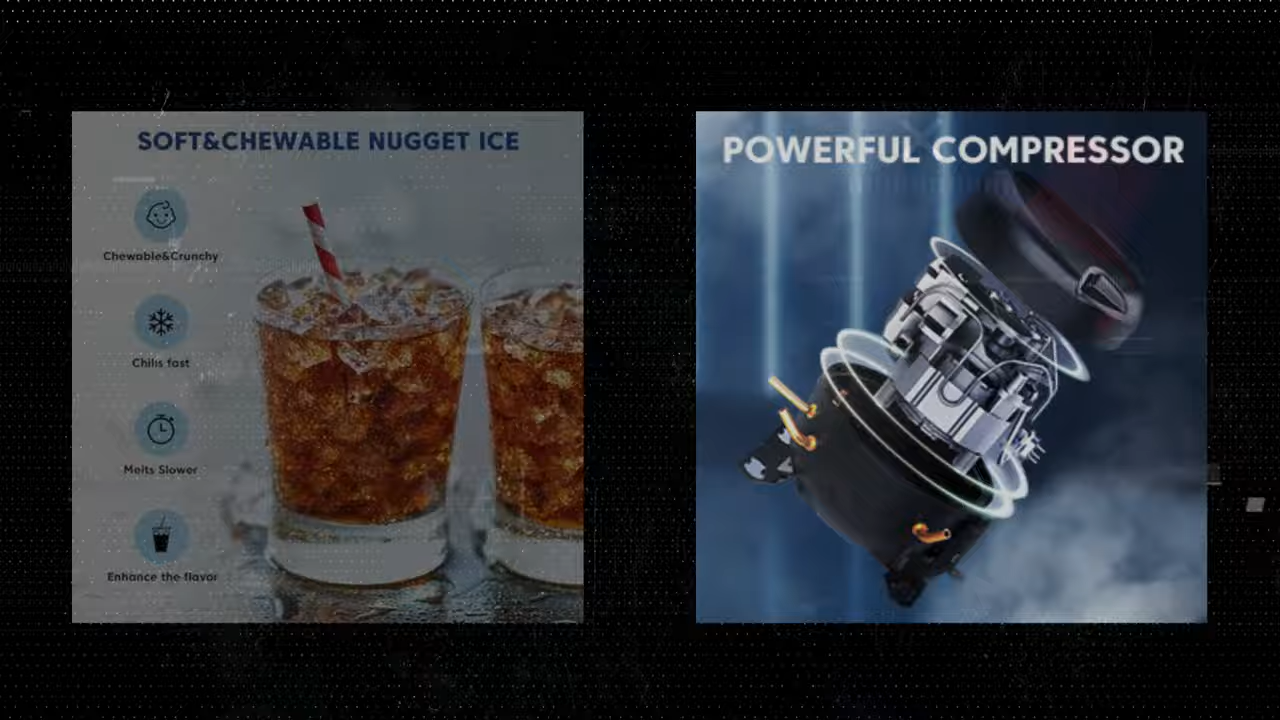 SOFT&CHEWABLE NUGGET ICE
Chewable&Crunchy
Chills fast
Melts Slower
Enhance the flavor
POWERFUL COMPRESSOR